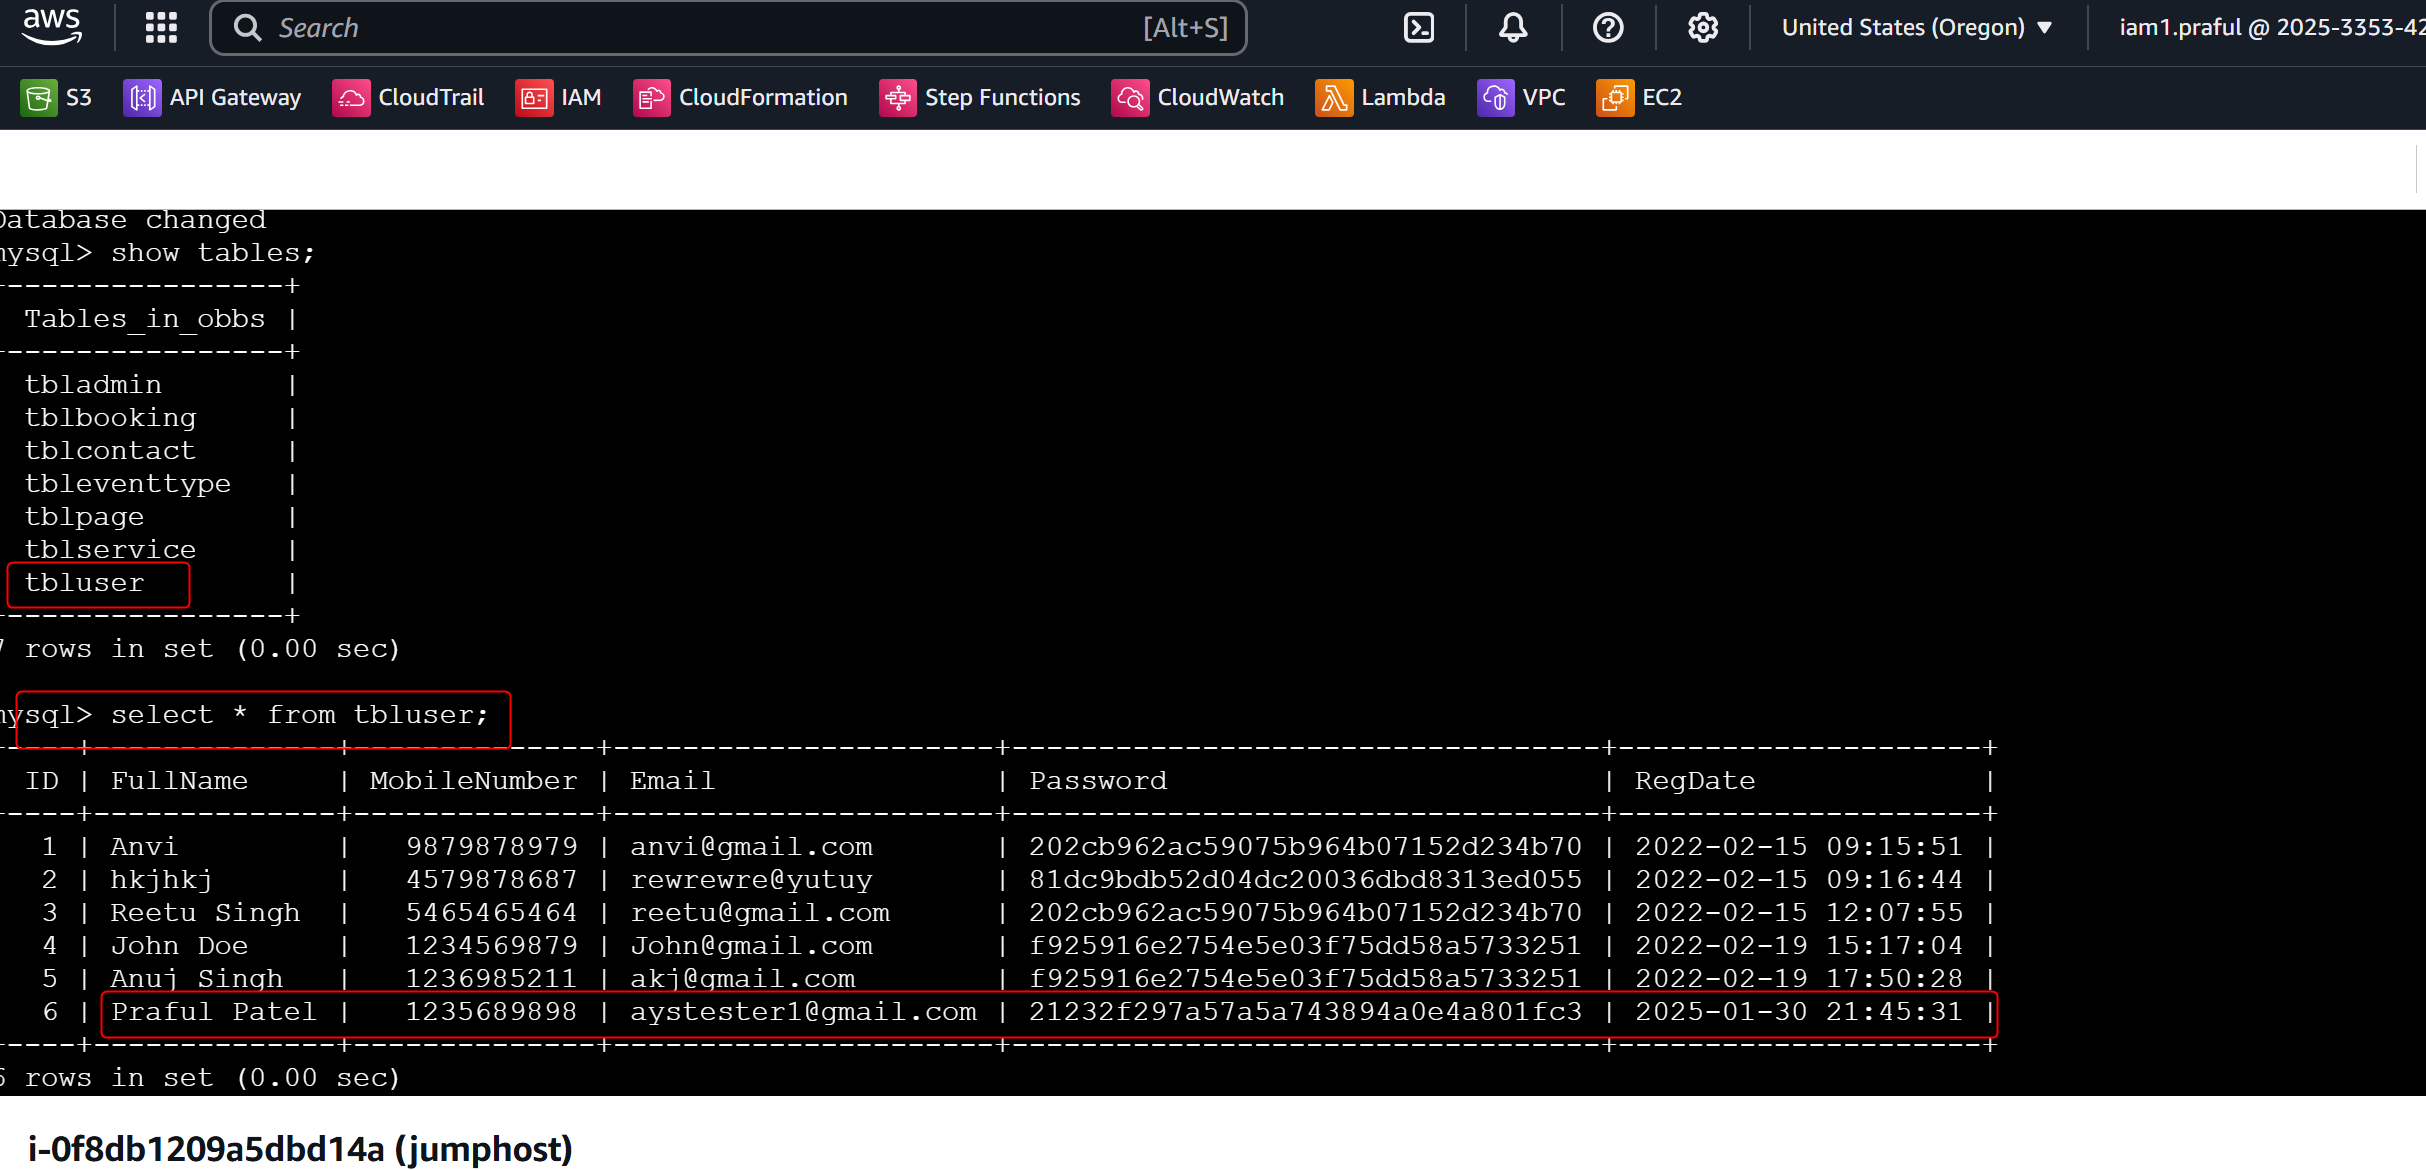 aws Search [Alt+S] United States (Oregon) iam1.praful @ 2025-3353-42
S3 API Gateway CloudTrail IAM CloudFormation Step Functions CloudWatch Lambda VPC EC2
Database changed
mysql> show tables;
-----------------+
Tables_in_obbs |
-----------------+
tbladmin |
tblbooking |
tblcontact |
tbleventtype |
tblpage |
tblservice |
tbluser |
-----------------+
7 rows in set (0.00 sec)
mysql> select * from tbluser;
----+--------------+--------------+----------------------+----------------------------------+---------------------+
ID | FullName | MobileNumber | Email | Password | RegDate |
----+--------------+--------------+----------------------+----------------------------------+---------------------+
1 | Anvi | 9879878979 | anvi@gmail.com | 202cb962ac59075b964b07152d234b70 | 2022-02-15 09:15:51 |
2 | hkjhkj | 4579878687 | rewrewre@yutuy | 81dc9bdb52d04dc20036dbd8313ed055 | 2022-02-15 09:16:44 |
3 | Reetu Singh | 5465465464 | reetu@gmail.com | 202cb962ac59075b964b07152d234b70 | 2022-02-15 12:07:55 |
4 | John Doe | 1234569879 | John@gmail.com | f925916e2754e5e03f75dd58a5733251 | 2022-02-19 15:17:04 |
5 | Anuj Singh | 1236985211 | akj@gmail.com | f925916e2754e5e03f75dd58a5733251 | 2022-02-19 17:50:28 |
6 | Praful Patel | 1235689898 | aystester1@gmail.com | 21232f297a57a5a743894a0e4a801fc3 | 2025-01-30 21:45:31 |
----+--------------+--------------+----------------------+----------------------------------+---------------------+
6 rows in set (0.00 sec)
i-0f8db1209a5dbd14a (jumphost)